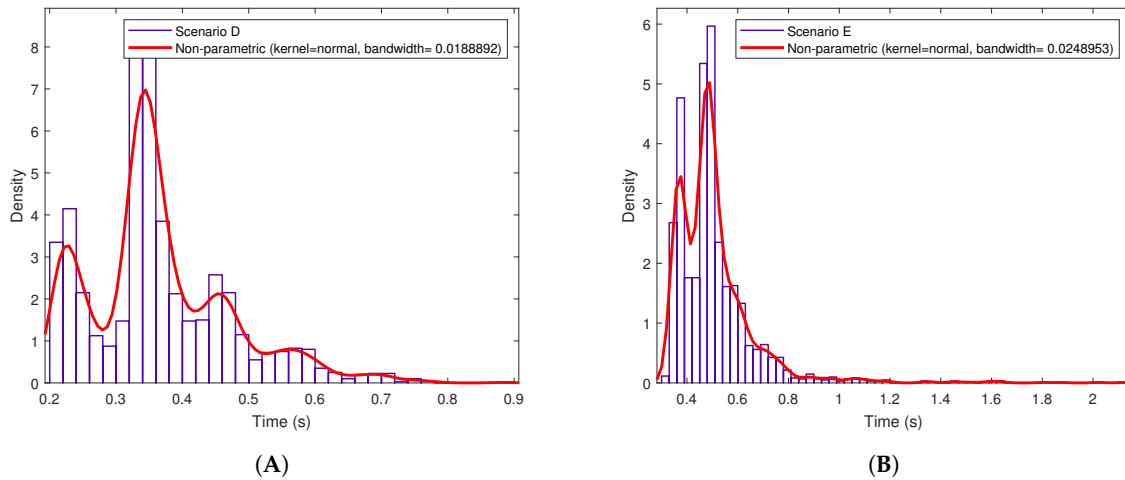 Scenario D
Non-parametric (kernel=normal, bandwidth= 0.0188892)
8
7
6
5
4
3
2
1
0
Density
0.2 0.3 0.4 0.5 0.6 0.7 0.8 0.9
Time (s)
(A)
Scenario E
Non-parametric (kernel=normal, bandwidth= 0.0248953)
6
5
4
3
2
1
0
Density
0.4 0.6 0.8 1 1.2 1.4 1.6 1.8 2
Time (s)
(B)